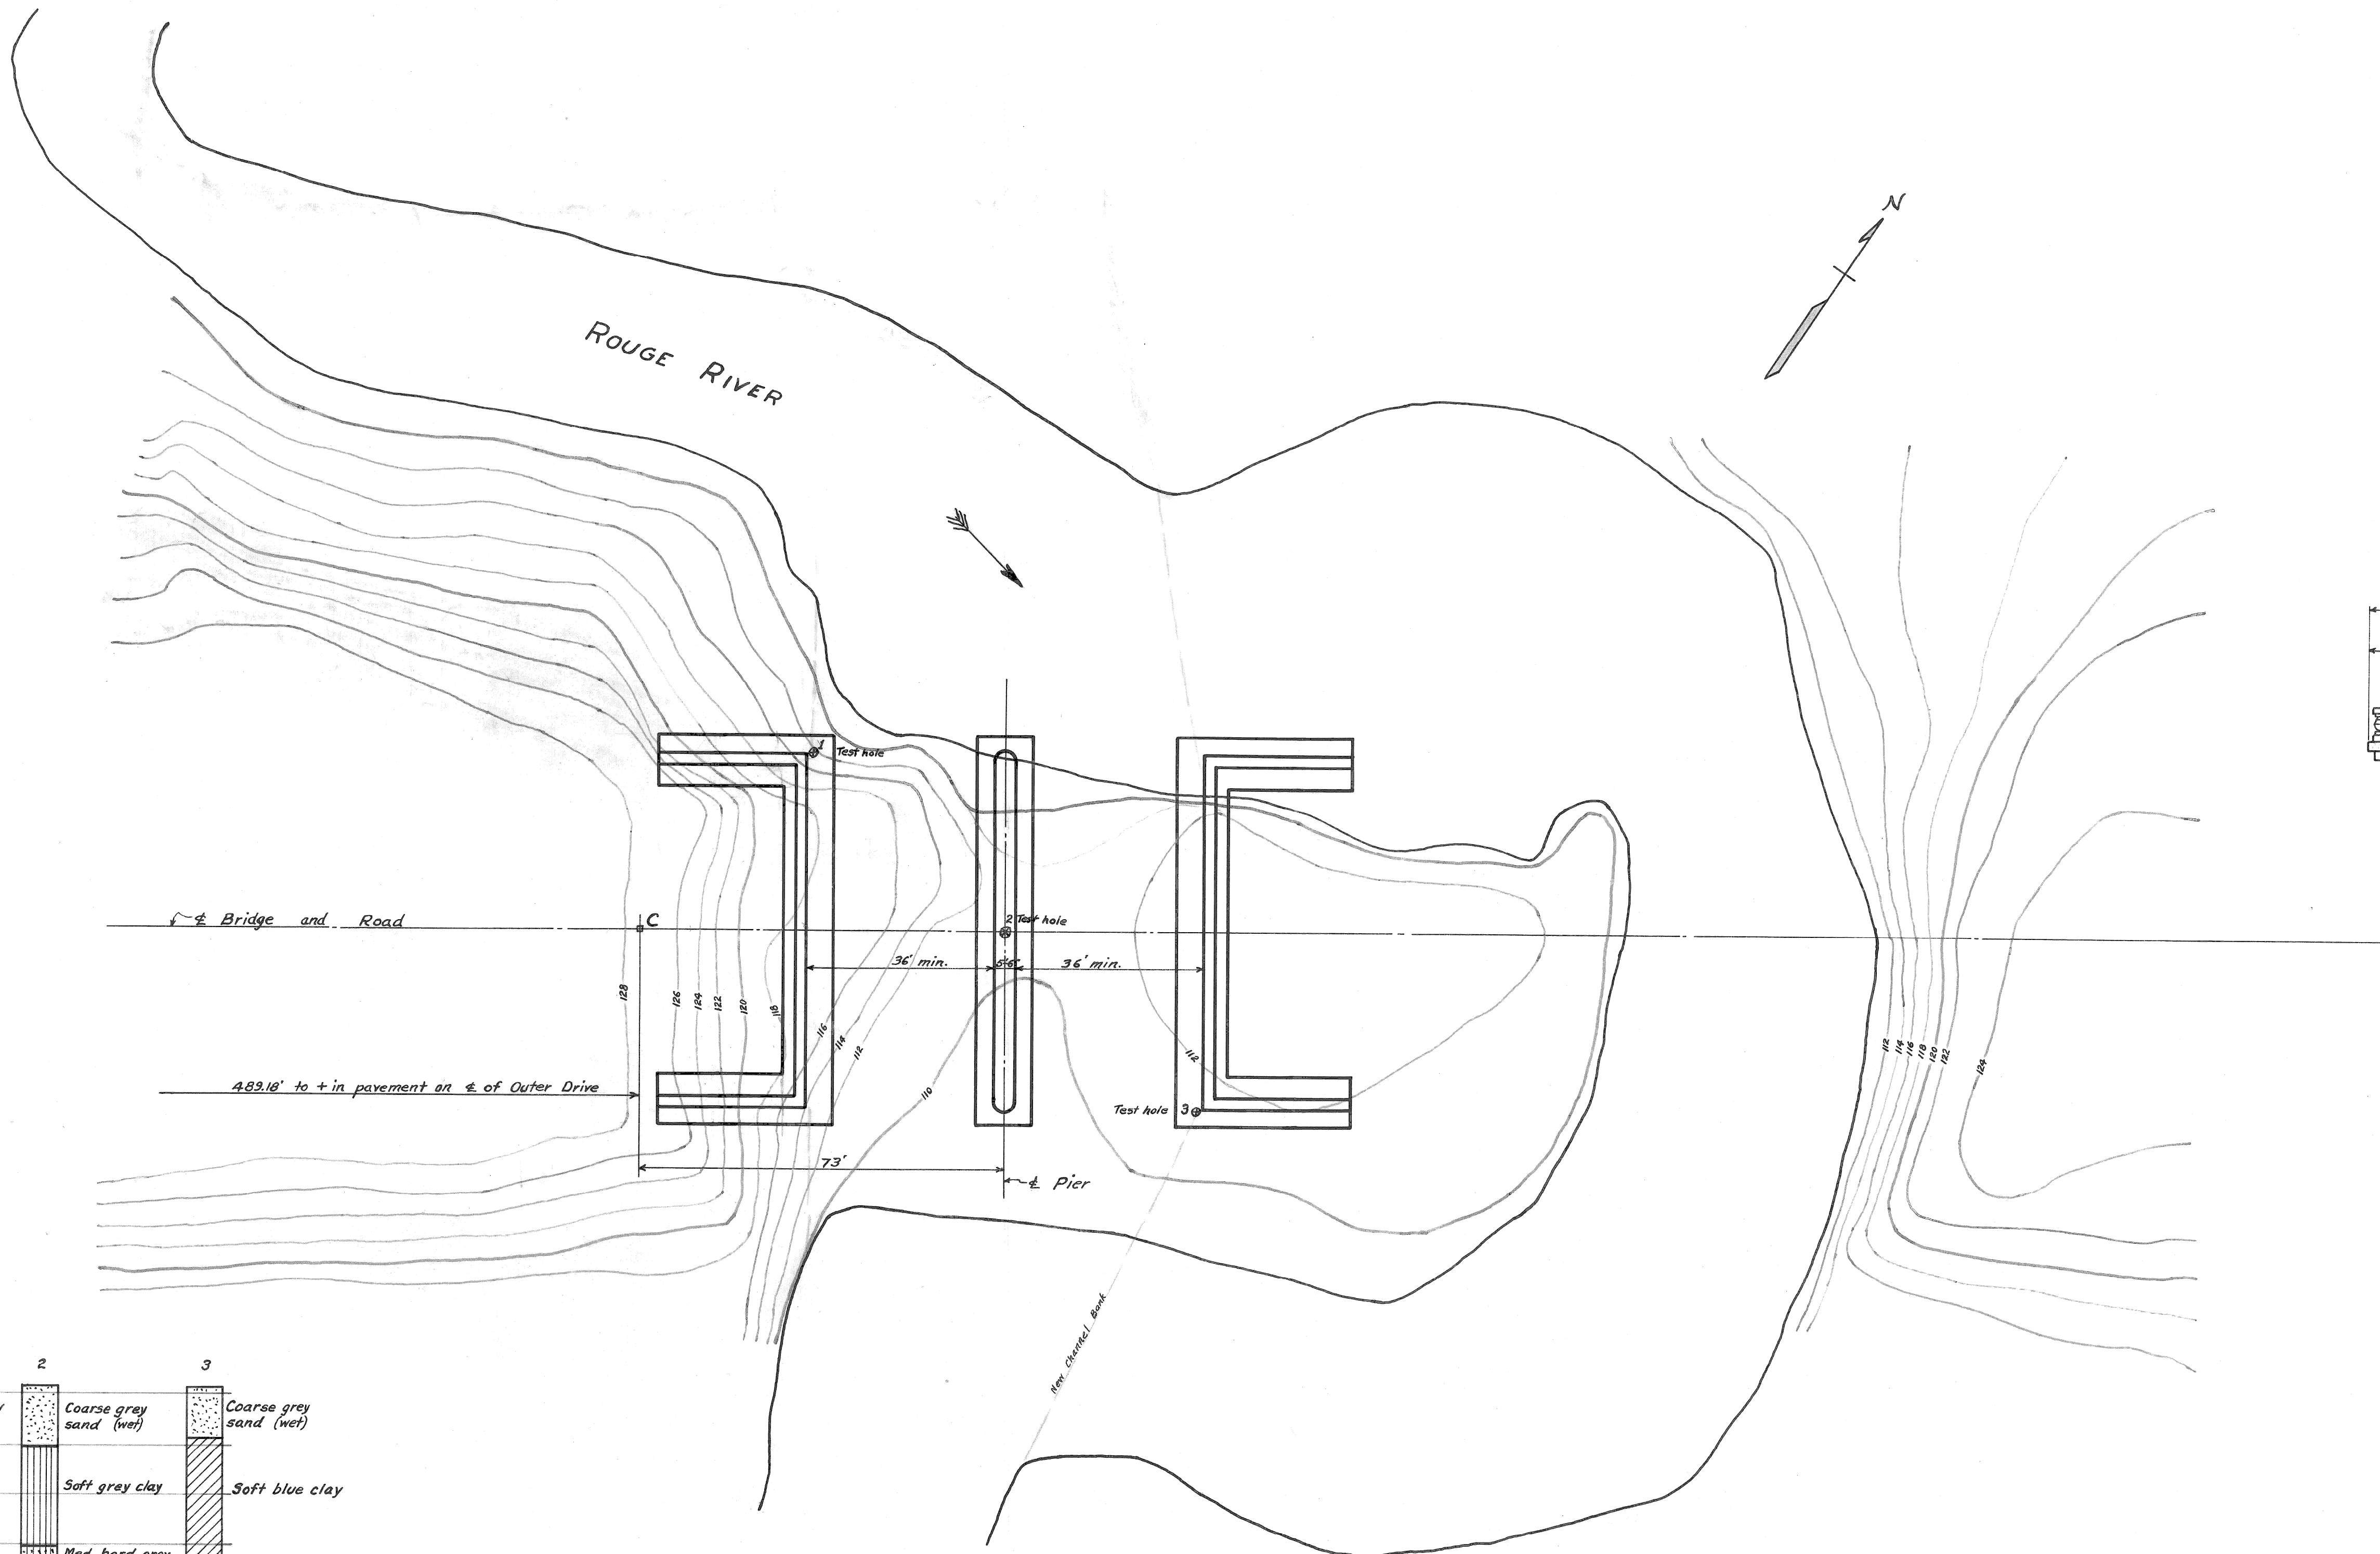 N
ROUGE RIVER
1
Test hole
℄ Bridge and Road
C
2 Test hole
36' min.
5'-6"
36' min.
128
126
124
122
120
118
116
114
112
110
112
112
114
116
118
120
122
124
489.18' to + in pavement on ℄ of Outer Drive
Test hole 3
73'
℄ Pier
New Channel Bank
2
3
Coarse grey
sand (wet)
Coarse grey
sand (wet)
Soft grey clay
Soft blue clay
Med. hard grey